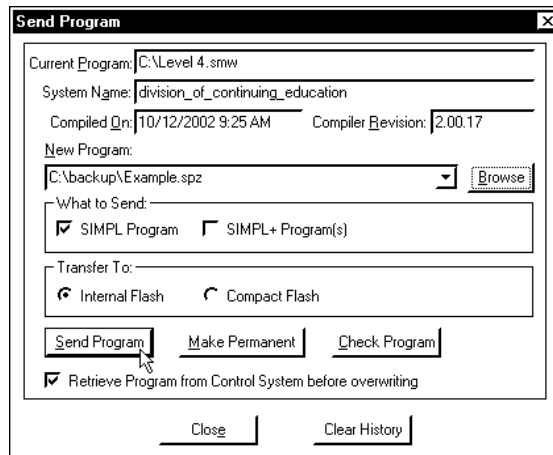 Send Program
Current Program: C:\Level 4.smw
System Name: division_of_continuing_education
Compiled On: 10/12/2002 9:25 AM Compiler Revision: 2.00.17
New Program:
C:\backup\Example.spz Browse
What to Send:
SIMPL Program SIMPL+ Program(s)
Transfer To:
Internal Flash Compact Flash
Send Program Make Permanent Check Program
Retrieve Program from Control System before overwriting
Close Clear History